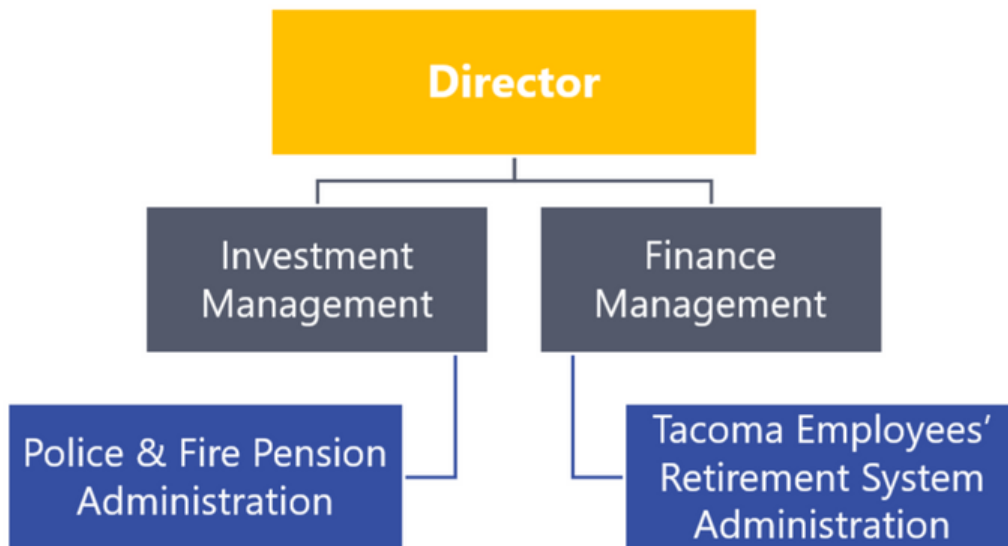 Director
Investment
Management
Finance
Management
Police & Fire Pension
Administration
Tacoma Employees’
Retirement System
Administration